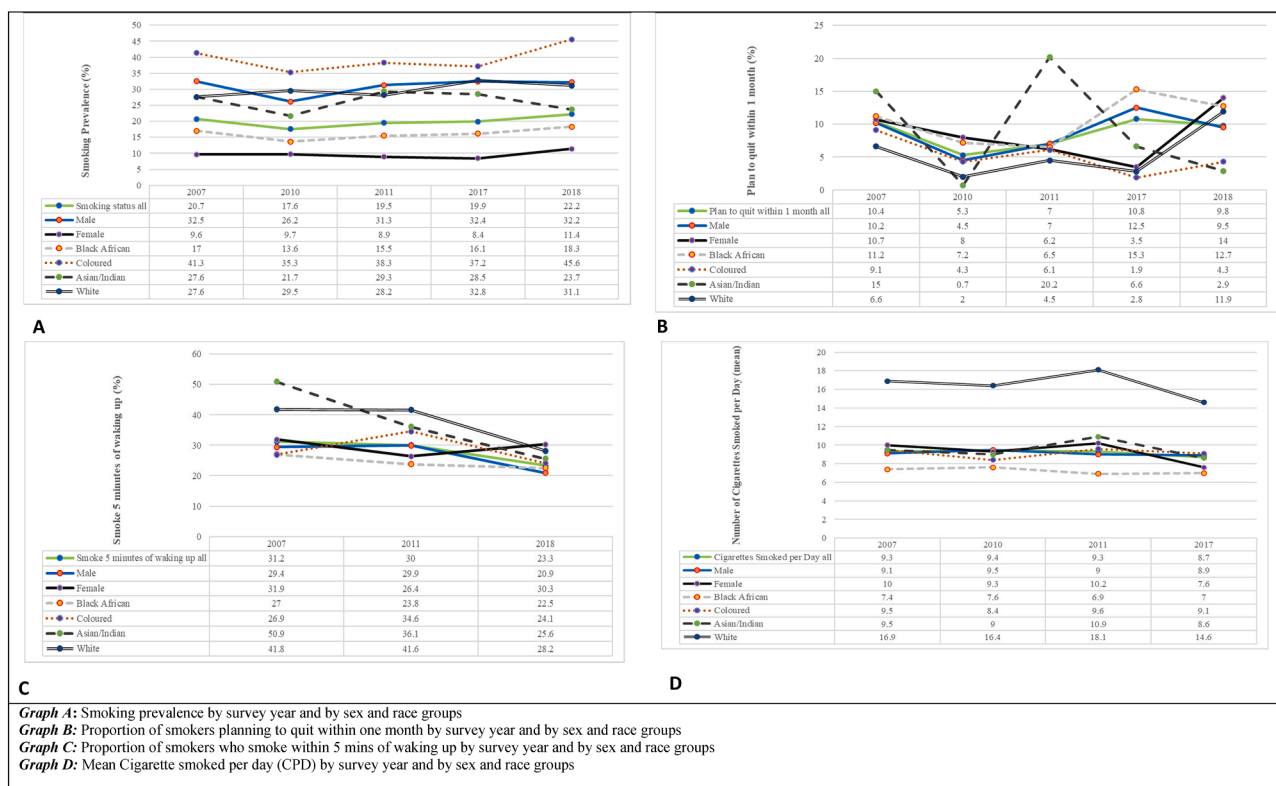 Smoking Prevalence (%)
50
45
40
35
30
25
20
15
10
5
0
2007 2010 2011 2017 2018
Smoking status all 20.7 17.6 19.5 19.9 22.2
Male 32.5 26.2 31.3 32.4 32.2
Female 9.6 9.7 8.9 8.4 11.4
Black African 17 13.6 15.5 16.1 18.3
Coloured 41.3 35.3 38.3 37.2 45.6
Asian/Indian 27.6 21.7 29.3 28.5 23.7
White 27.6 29.5 28.2 32.8 31.1
A
Plan to quit within 1 month (%)
25
20
15
10
5
0
2007 2010 2011 2017 2018
Plan to quit within 1 month all 10.4 5.3 7 10.8 9.8
Male 10.2 4.5 7 12.5 9.5
Female 10.7 8 6.2 3.5 14
Black African 11.2 7.2 6.5 15.3 12.7
Coloured 9.1 4.3 6.1 1.9 4.3
Asian/Indian 15 0.7 20.2 6.6 2.9
White 6.6 2 4.5 2.8 11.9
B
Smoke 5 minutes of waking up (%)
60
50
40
30
20
10
0
2007 2011 2018
Smoke 5 minutes of waking up all 31.2 30 23.3
Male 29.4 29.9 20.9
Female 31.9 26.4 30.3
Black African 27 23.8 22.5
Coloured 26.9 34.6 24.1
Asian/Indian 50.9 36.1 25.6
White 41.8 41.6 28.2
C
Number of Cigarettes Smoked per Day (mean)
20
18
16
14
12
10
8
6
4
2
0
2007 2010 2011 2017
Cigarettes Smoked per Day all 9.3 9.4 9.3 8.7
Male 9.1 9.5 9 8.9
Female 10 9.3 10.2 7.6
Black African 7.4 7.6 6.9 7
Coloured 9.5 8.4 9.6 9.1
Asian/Indian 9.5 9 10.9 8.6
White 16.9 16.4 18.1 14.6
D
Graph A: Smoking prevalence by survey year and by sex and race groups
Graph B: Proportion of smokers planning to quit within one month by survey year and by sex and race groups
Graph C: Proportion of smokers who smoke within 5 mins of waking up by survey year and by sex and race groups
Graph D: Mean Cigarette smoked per day (CPD) by survey year and by sex and race groups